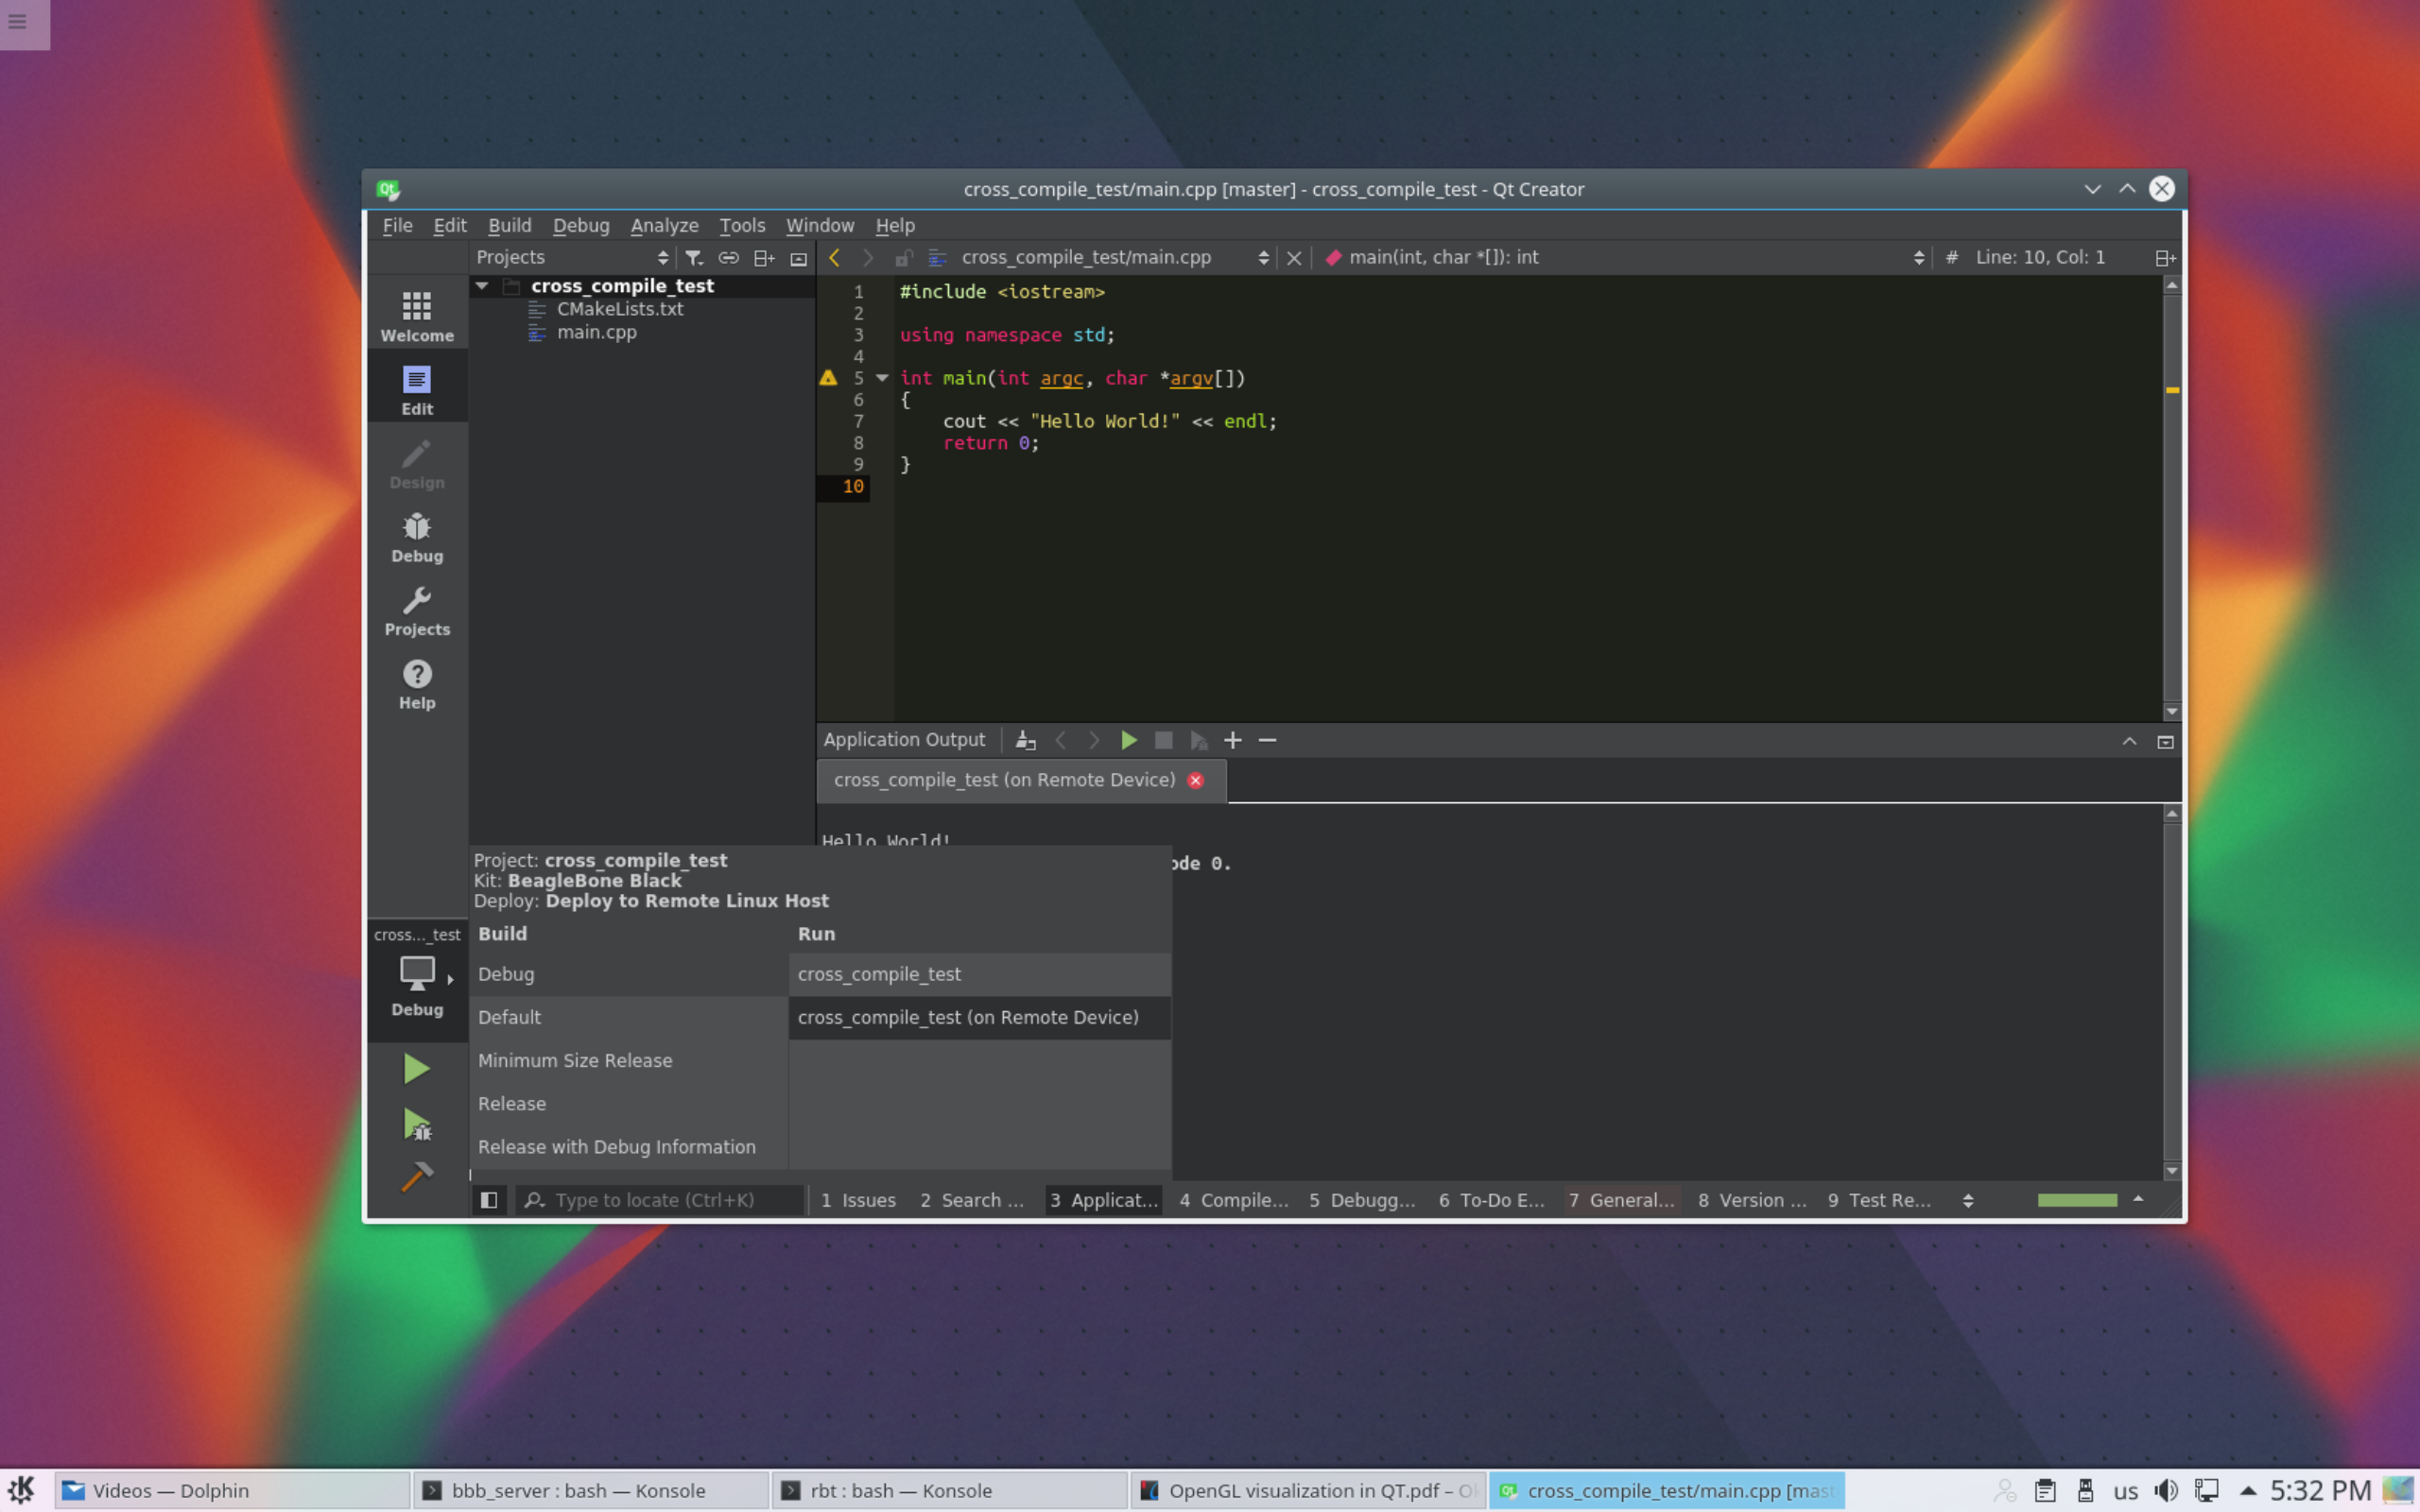 cross_compile_test/main.cpp [master] - cross_compile_test - Qt Creator
File Edit Build Debug Analyze Tools Window Help
Projects
cross_compile_test/main.cpp
main(int, char *[]): int
# Line: 10, Col: 1
Welcome
Edit
Design
Debug
Projects
Help
cross_compile_test
CMakeLists.txt
main.cpp
1 #include <iostream>
2
3 using namespace std;
4
5 int main(int argc, char *argv[])
6 {
7 cout << "Hello World!" << endl;
8 return 0;
9 }
10
Application Output
cross_compile_test (on Remote Device)
Hello World!
ode 0.
Project: cross_compile_test
Kit: BeagleBone Black
Deploy: Deploy to Remote Linux Host
Build Run
Debug cross_compile_test
Default cross_compile_test (on Remote Device)
Minimum Size Release
Release
Release with Debug Information
cross..._test
Debug
Type to locate (Ctrl+K) 1 Issues 2 Search ... 3 Applicat... 4 Compile... 5 Debugg... 6 To-Do E... 7 General... 8 Version ... 9 Test Re...
Videos — Dolphin
bbb_server : bash — Konsole
rbt : bash — Konsole
OpenGL visualization in QT.pdf – Ok
cross_compile_test/main.cpp [mast
us
5:32 PM